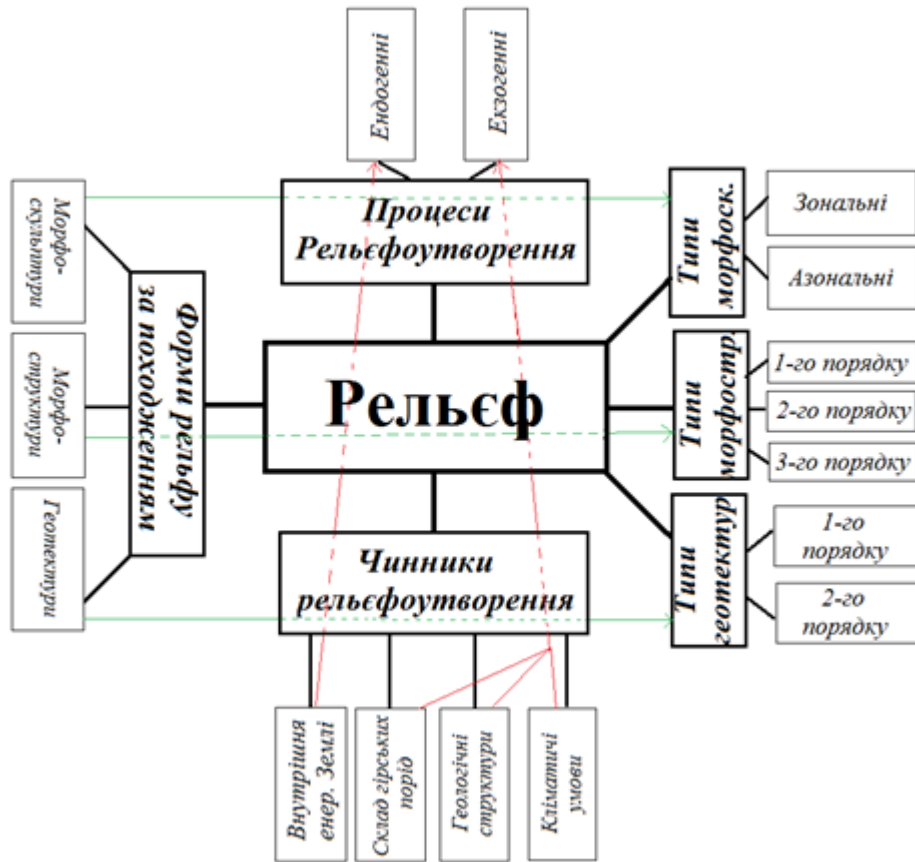 Ендогенні
Екзогенні
Процеси
Рельєфоутворення
Морфо-
скульптури
Морфо-
структури
Геотектури
Форми рельфу
за походженням
Рельєф
Типи
морфоск.
Зональні
Азональні
Типи
морфостр.
1-го порядку
2-го порядку
3-го порядку
Типи
геотектур
1-го
порядку
2-го
порядку
Чинники
рельєфоутворення
Внутрішня
енер. Землі
Склад гірських
порід
Геологічні
структури
Кліматичі
умови